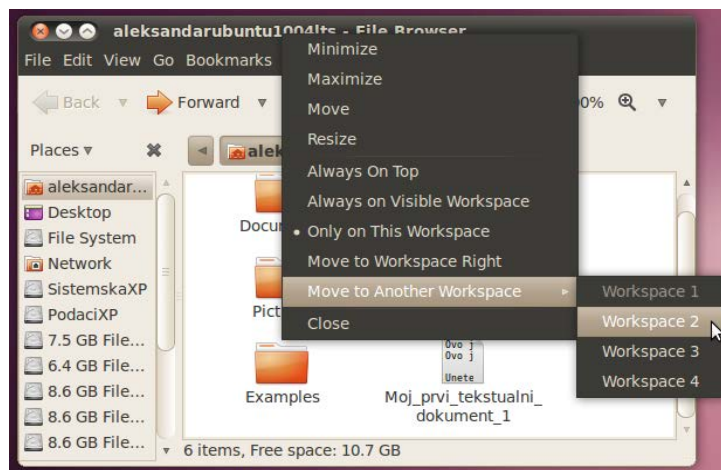 aleksandarubuntu1004lts - File Browser
File Edit View Go Bookmarks
Minimize
Maximize
Move
Resize
Always On Top
Always on Visible Workspace
Only on This Workspace
Move to Workspace Right
Move to Another Workspace
Close
Workspace 1
Workspace 2
Workspace 3
Workspace 4
Back Forward 0%
Places
alek
aleksandar...
Desktop
File System
Network
SistemskaXP
PodaciXP
7.5 GB File...
6.4 GB File...
8.6 GB File...
8.6 GB File...
8.6 GB File...
Docu
Pict
Examples
Ovo j
Ovo j
Unete
Moj_prvi_tekstualni_
dokument_1
6 items, Free space: 10.7 GB